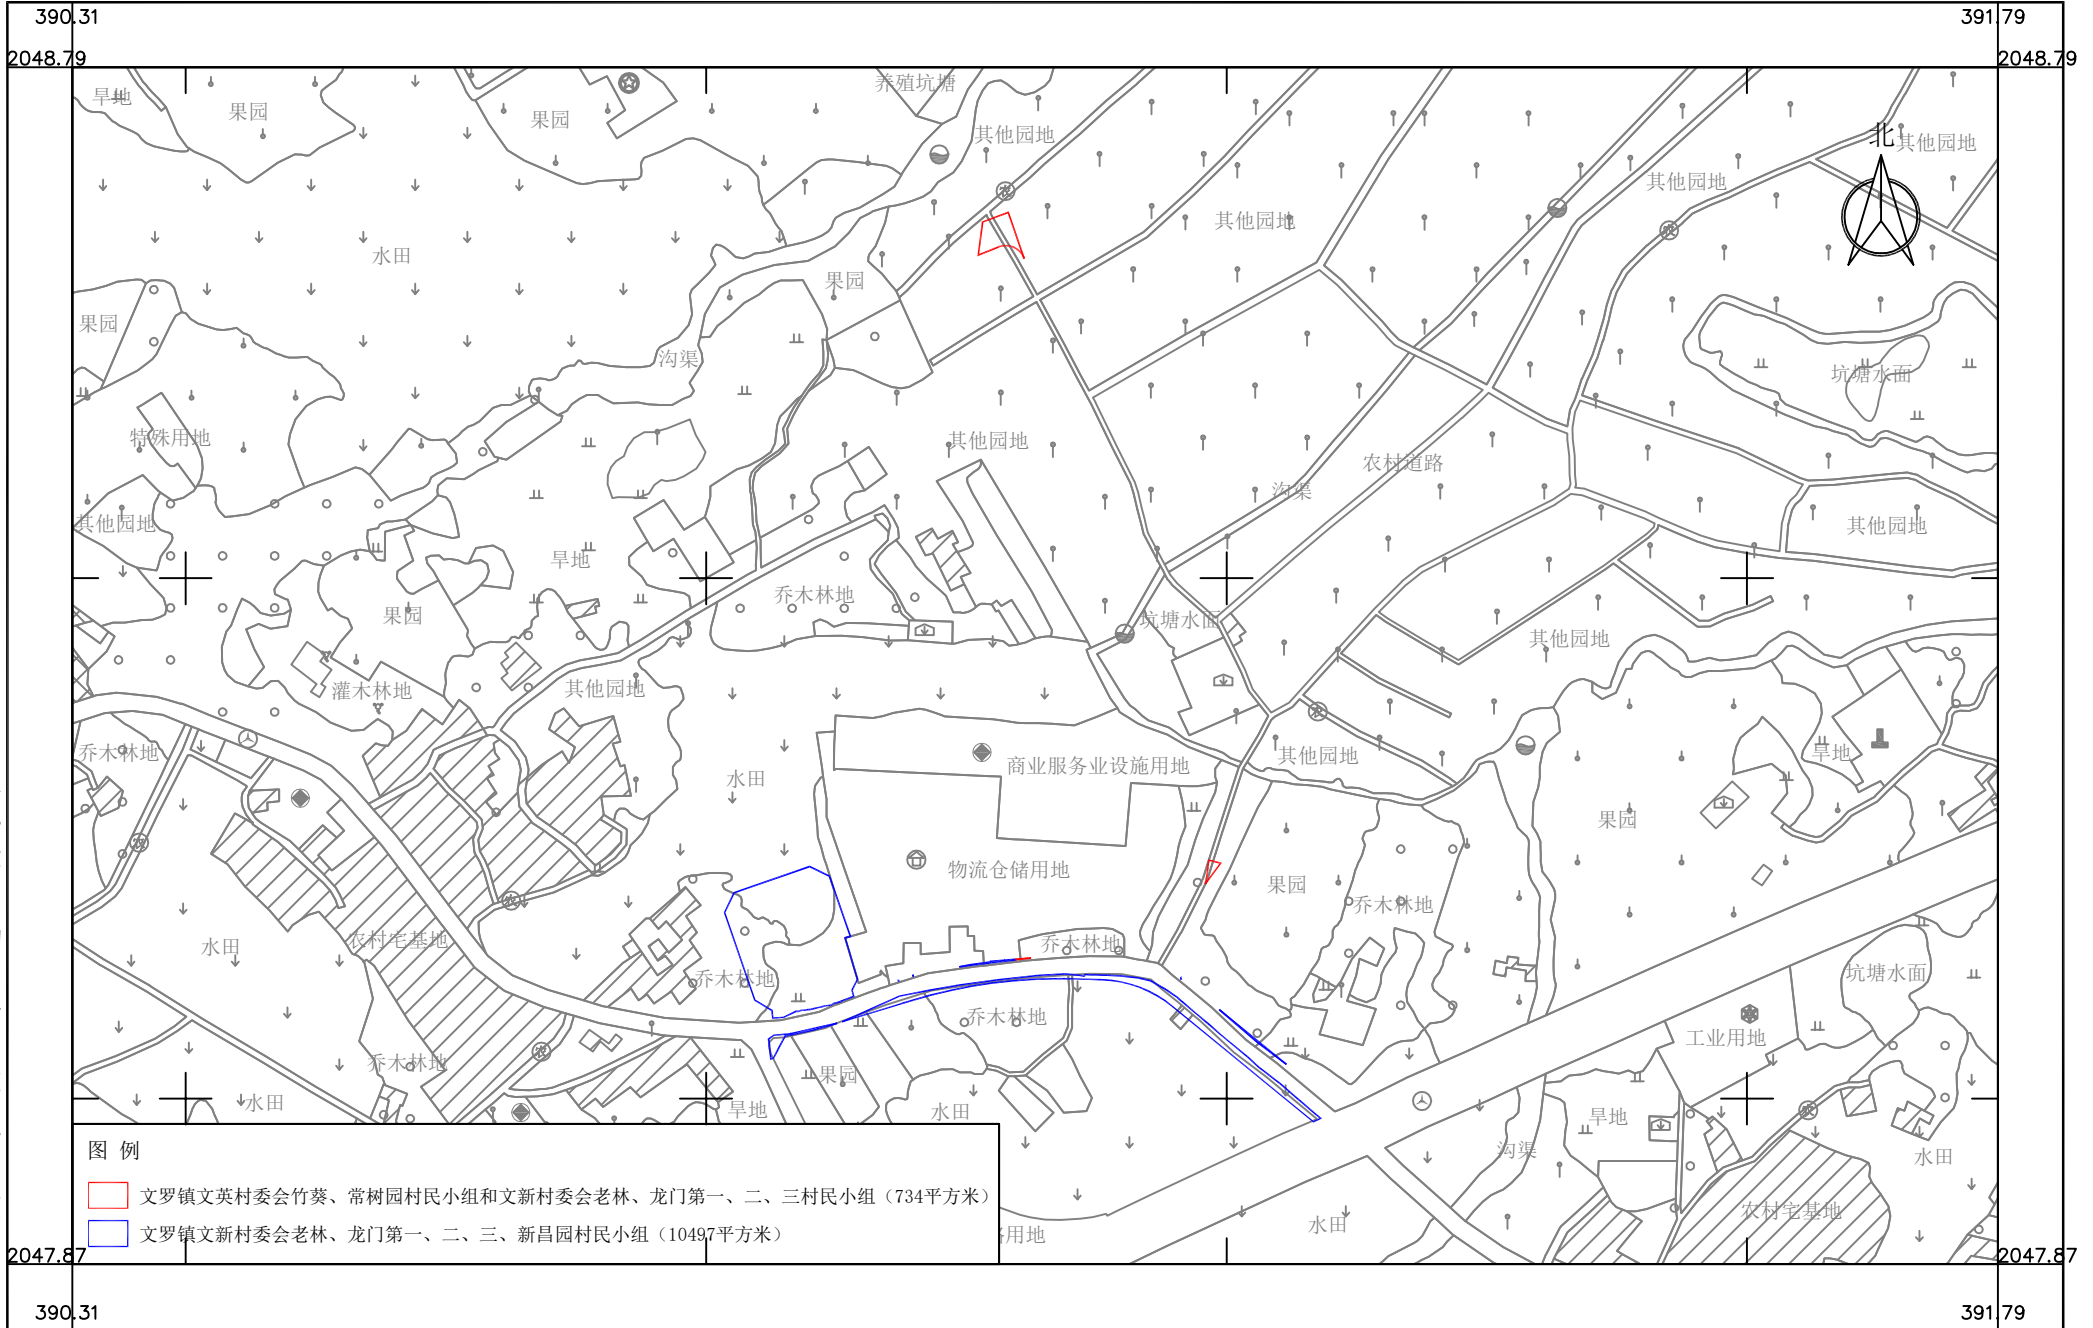 390.31
391.79
2048.79
2048.79
旱地
果园
果园
养殖坑塘
其他园地
北
其他园地
其他园地
其他园地
水田
果园
果园
沟渠
坑塘水面
特殊用地
其他园地
农村道路
沟渠
其他园地
其他园地
旱地
乔木林地
果园
坑塘水面
其他园地
灌木林地
其他园地
乔木林地
水田
商业服务业设施用地
其他园地
旱地
果园
物流仓储用地
果园
乔木林地
水田
农村宅基地
乔木林地
乔木林地
坑塘水面
乔木林地
工业用地
乔木林地
果园
水田
旱地
水田
旱地
沟渠
水田
农村宅基地
水田
用地
图 例
文罗镇文英村委会竹葵、常树园村民小组和文新村委会老林、龙门第一、二、三村民小组（734平方米）
文罗镇文新村委会老林、龙门第一、二、三、新昌园村民小组（10497平方米）
2047.87
2047.87
390.31
391.79